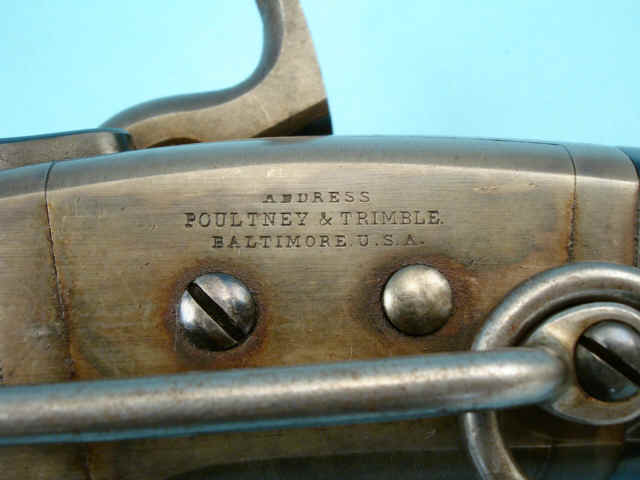 ADDRESS
POULTNEY & TRIMBLE.
BALTIMORE. U.S.A.